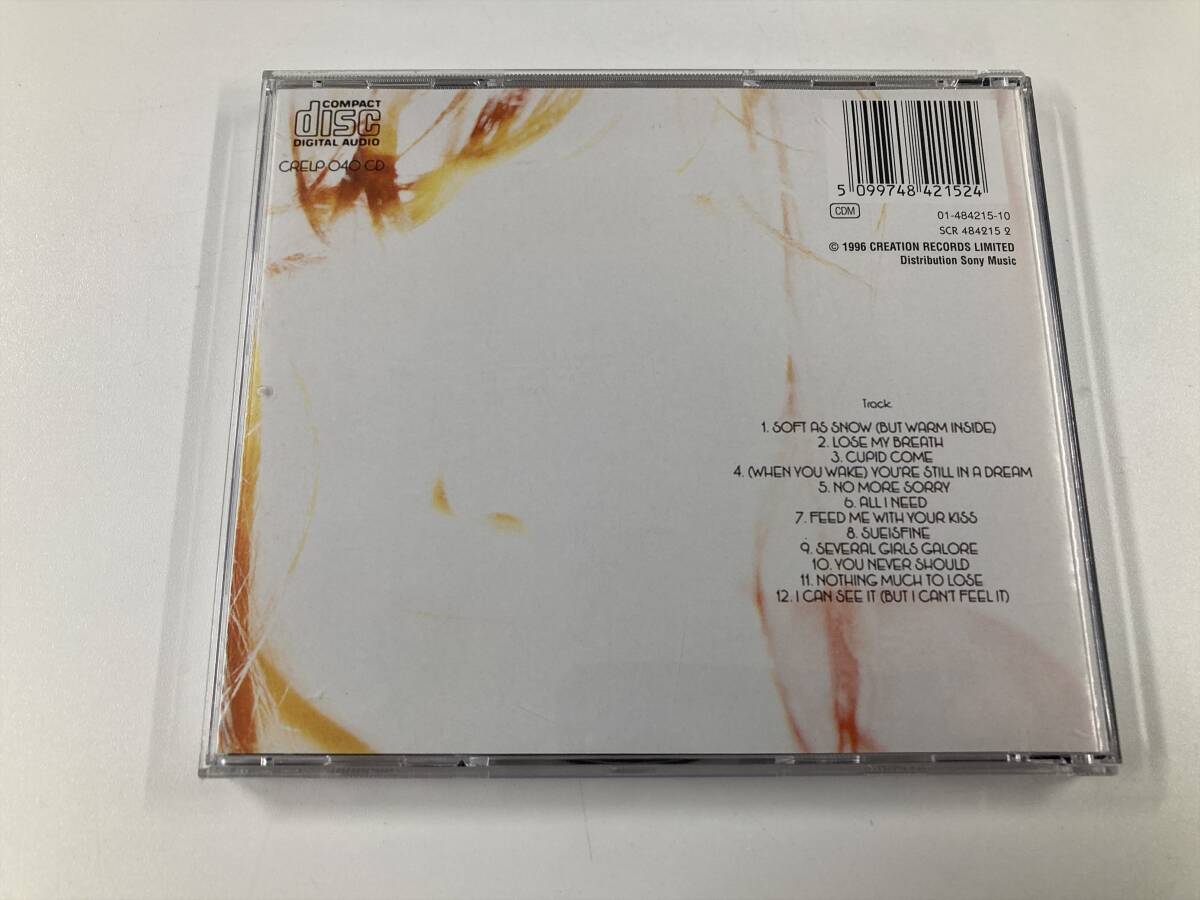 COMPACT
disc
DIGITAL AUDIO
CRELP 040 CD
5 099748 421524
CDM
01-484215-10
SCR 484215 2
© 1996 CREATION RECORDS LIMITED
Distribution Sony Music
Track
1. SOFT AS SNOW (BUT WARM INSIDE)
2. LOSE MY BREATH
3. CUPID COME
4. (WHEN YOU WAKE) YOU'RE STILL IN A DREAM
5. NO MORE SORRY
6. ALL I NEED
7. FEED ME WITH YOUR KISS
8. SUEISFINE
9. SEVERAL GIRLS GALORE
10. YOU NEVER SHOULD
11. NOTHING MUCH TO LOSE
12. I CAN SEE IT (BUT I CAN'T FEEL IT)